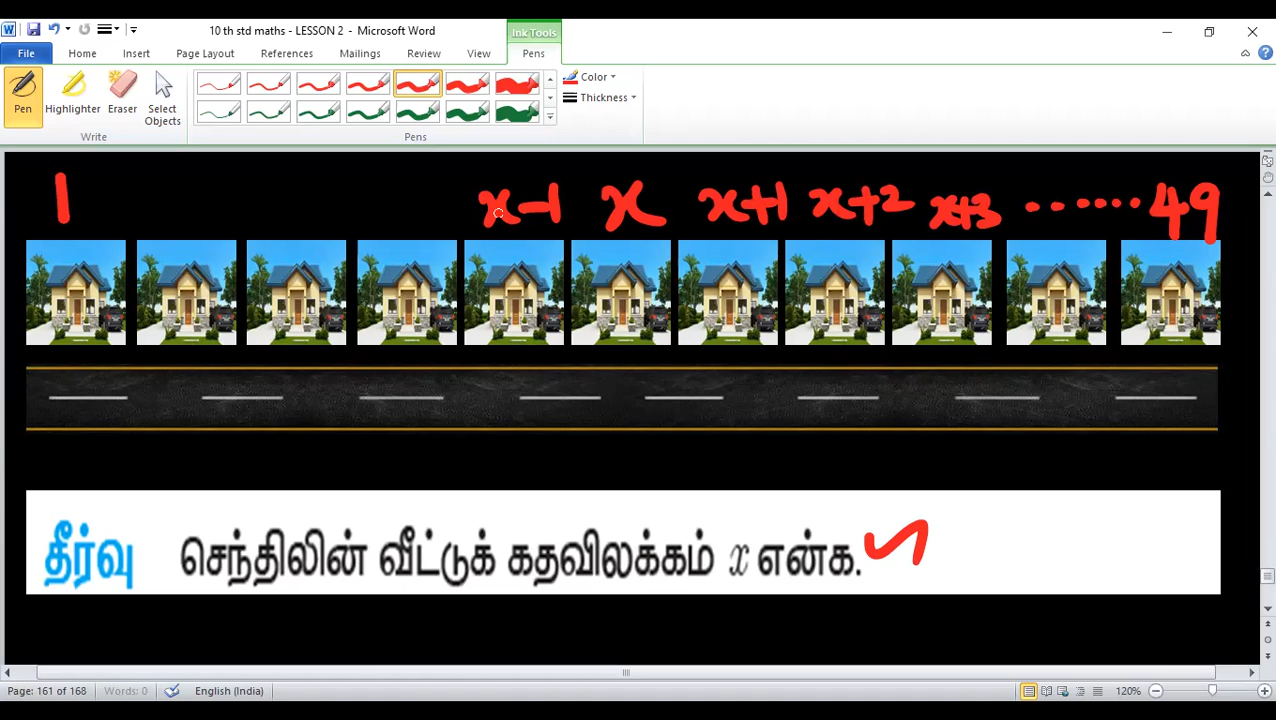 10 th std maths - LESSON 2 - Microsoft Word
Ink Tools
File Home Insert Page Layout References Mailings Review View Pens
Pen Highlighter Eraser Select Objects
Color
Thickness
Write Pens
1 x-1 x x+1 x+2 x+3 ........ 49
தீர்வு செந்திலின் வீட்டுக் கதவிலக்கம் x என்க.
Page: 161 of 168 Words: 0 English (India) 120%